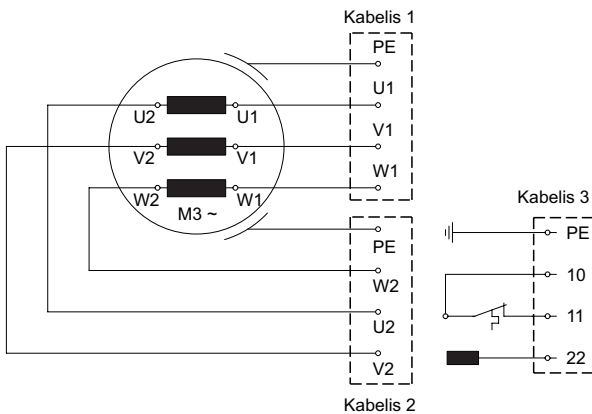 Kabelis 1
PE
U1
V1
W1
U2 U1
V2 V1
W2 W1
M3 ~
PE
W2
U2
V2
Kabelis 2
Kabelis 3
PE
10
11
22